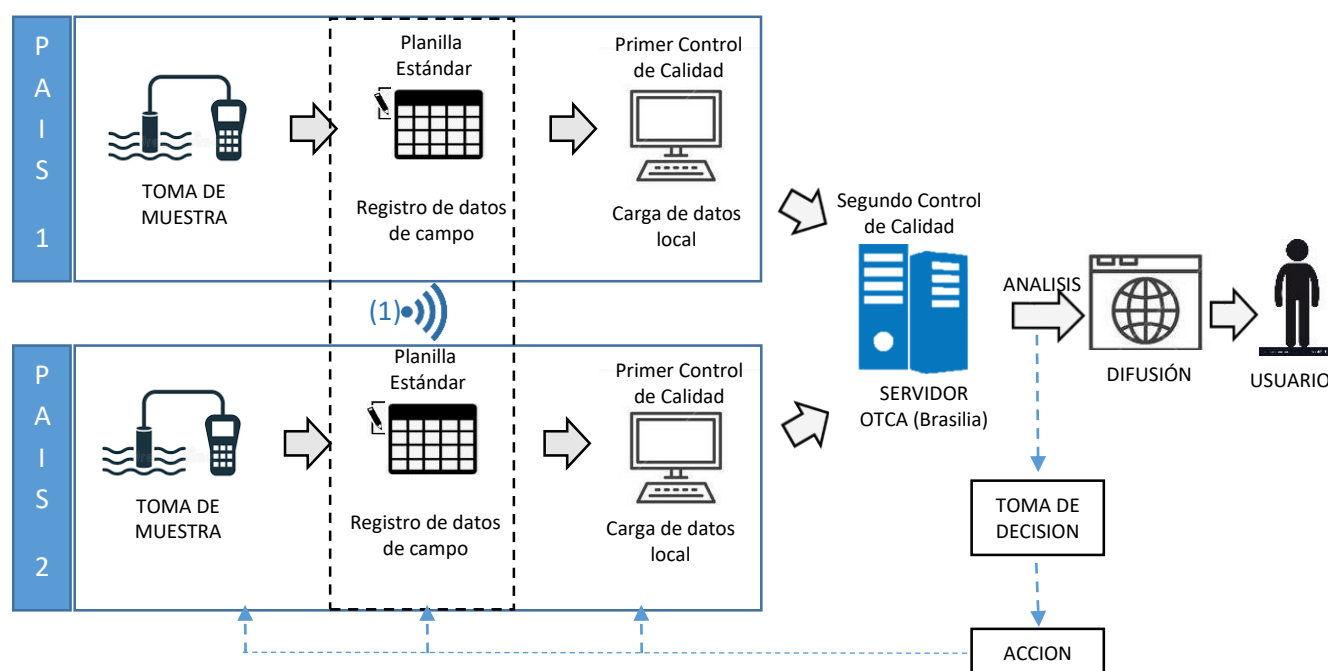 PAIS 1
TOMA DE
MUESTRA
Planilla
Estándar
Registro de datos
de campo
Primer Control
de Calidad
Carga de datos
local
(1)
PAIS 2
TOMA DE
MUESTRA
Planilla
Estándar
Registro de datos
de campo
Primer Control
de Calidad
Carga de datos
local
Segundo Control
de Calidad
SERVIDOR
OTCA (Brasilia)
ANALISIS
DIFUSIÓN
USUARIO
TOMA DE
DECISION
ACCION